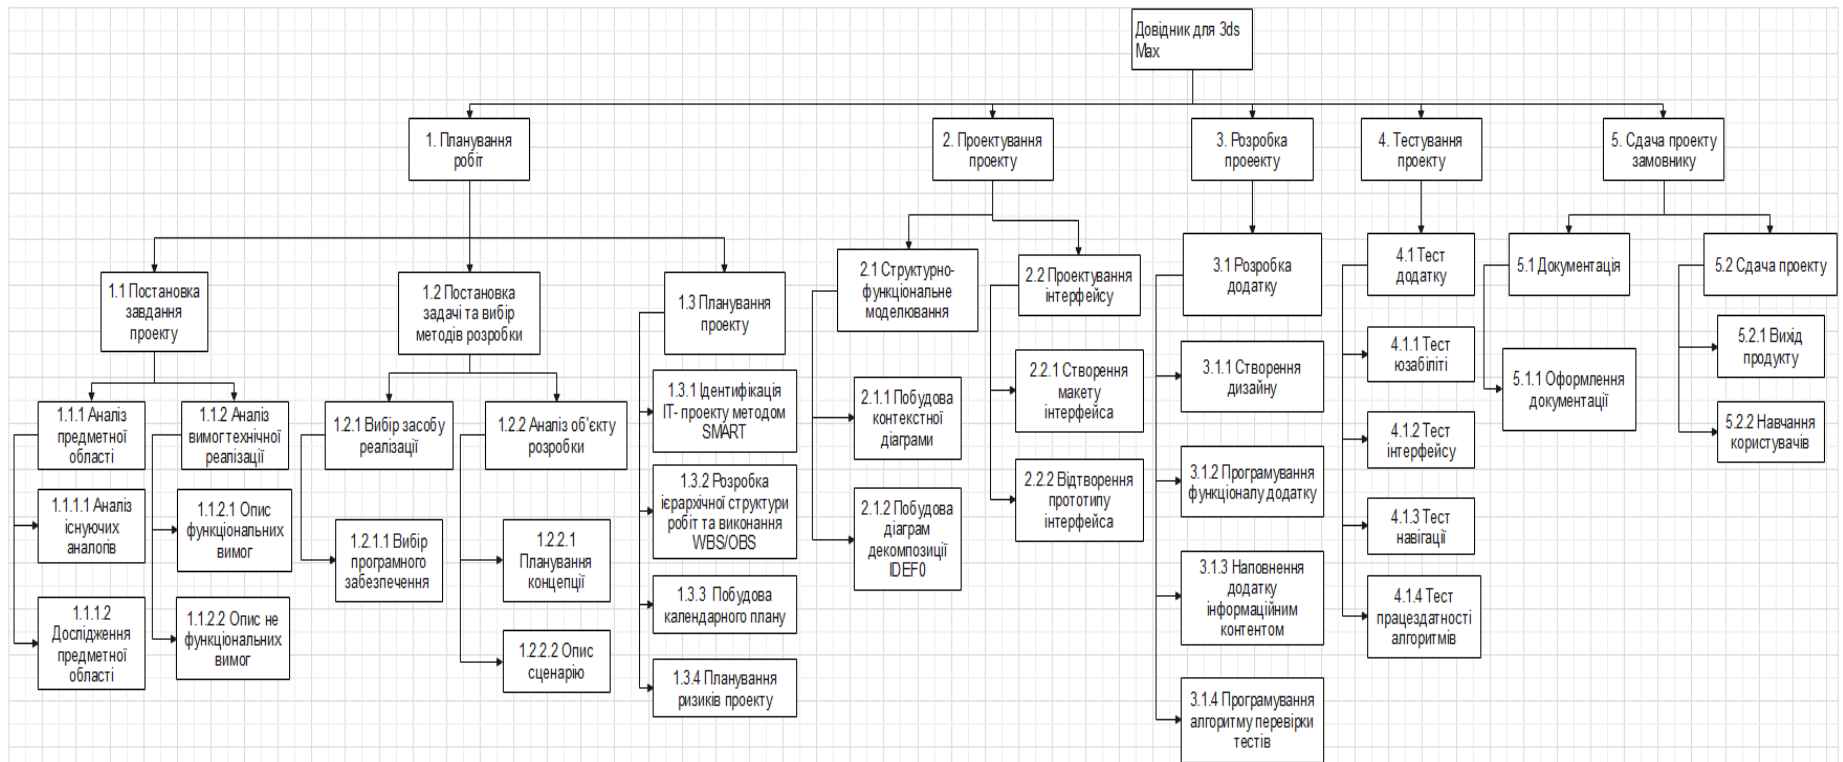 Довідник для 3ds
Max
1. Планування
робіт
2. Проектування
проекту
3. Розробка
проеекту
4. Тестування
проекту
5. Сдача проекту
замовнику
1.1 Постановка
завдання
проекту
1.2 Постановка
задачі та вибір
методів розробки
1.3 Планування
проекту
2.1 Структурно-
функціональне
моделювання
2.2 Проектування
інтерфейсу
3.1 Розробка
додатку
4.1 Тест
додатку
5.1 Документація
5.2 Сдача проекту
1.1.1 Аналіз
предметної
області
1.1.2 Аналіз
вимог технічної
реалізації
1.2.1 Вибір засобу
реалізації
1.2.2 Аналіз об'єкту
розробки
1.3.1 Ідентифікація
ІТ- проекту методом
SMART
2.1.1 Побудова
контекстної
діаграми
2.2.1 Створення
макету
інтерфейса
3.1.1 Створення
дизайну
4.1.1 Тест
юзабіліті
5.1.1 Оформлення
документації
5.2.1 Вихід
продукту
1.1.1.1 Аналіз
існуючих
аналогів
1.1.2.1 Опис
функціональних
вимог
1.2.1.1 Вибір
програмного
забезпечення
1.2.2.1
Планування
концепції
1.3.2 Розробка
ієрархічної структури
робіт та виконання
WBS/OBS
2.1.2 Побудова
діаграм
декомпозиції
IDEF0
2.2.2 Відтворення
прототипу
інтерфейса
3.1.2 Програмування
функціоналу додатку
4.1.2 Тест
інтерфейсу
5.2.2 Навчання
користувачів
1.1.1.2
Дослідження
предметної
області
1.1.2.2 Опис не
функціональних
вимог
1.2.2.2 Опис
сценарію
1.3.3 Побудова
календарного плану
3.1.3 Наповнення
додатку
інформаційним
контентом
4.1.3 Тест
навігації
1.3.4 Планування
ризиків проекту
3.1.4 Програмування
алгоритму перевірки
тестів
4.1.4 Тест
працездатності
алгоритмів